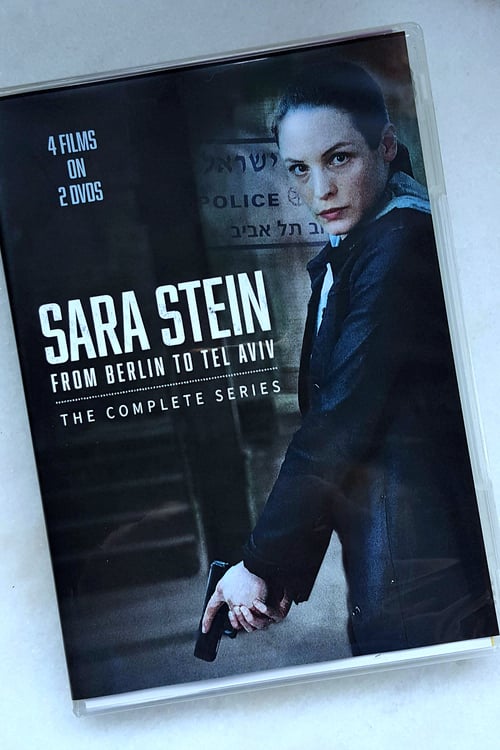 4 FILMS
ON
2 DVDS
ישראל
POLICE
תל אביב
SARA STEIN
FROM BERLIN TO TEL AVIV
THE COMPLETE SERIES